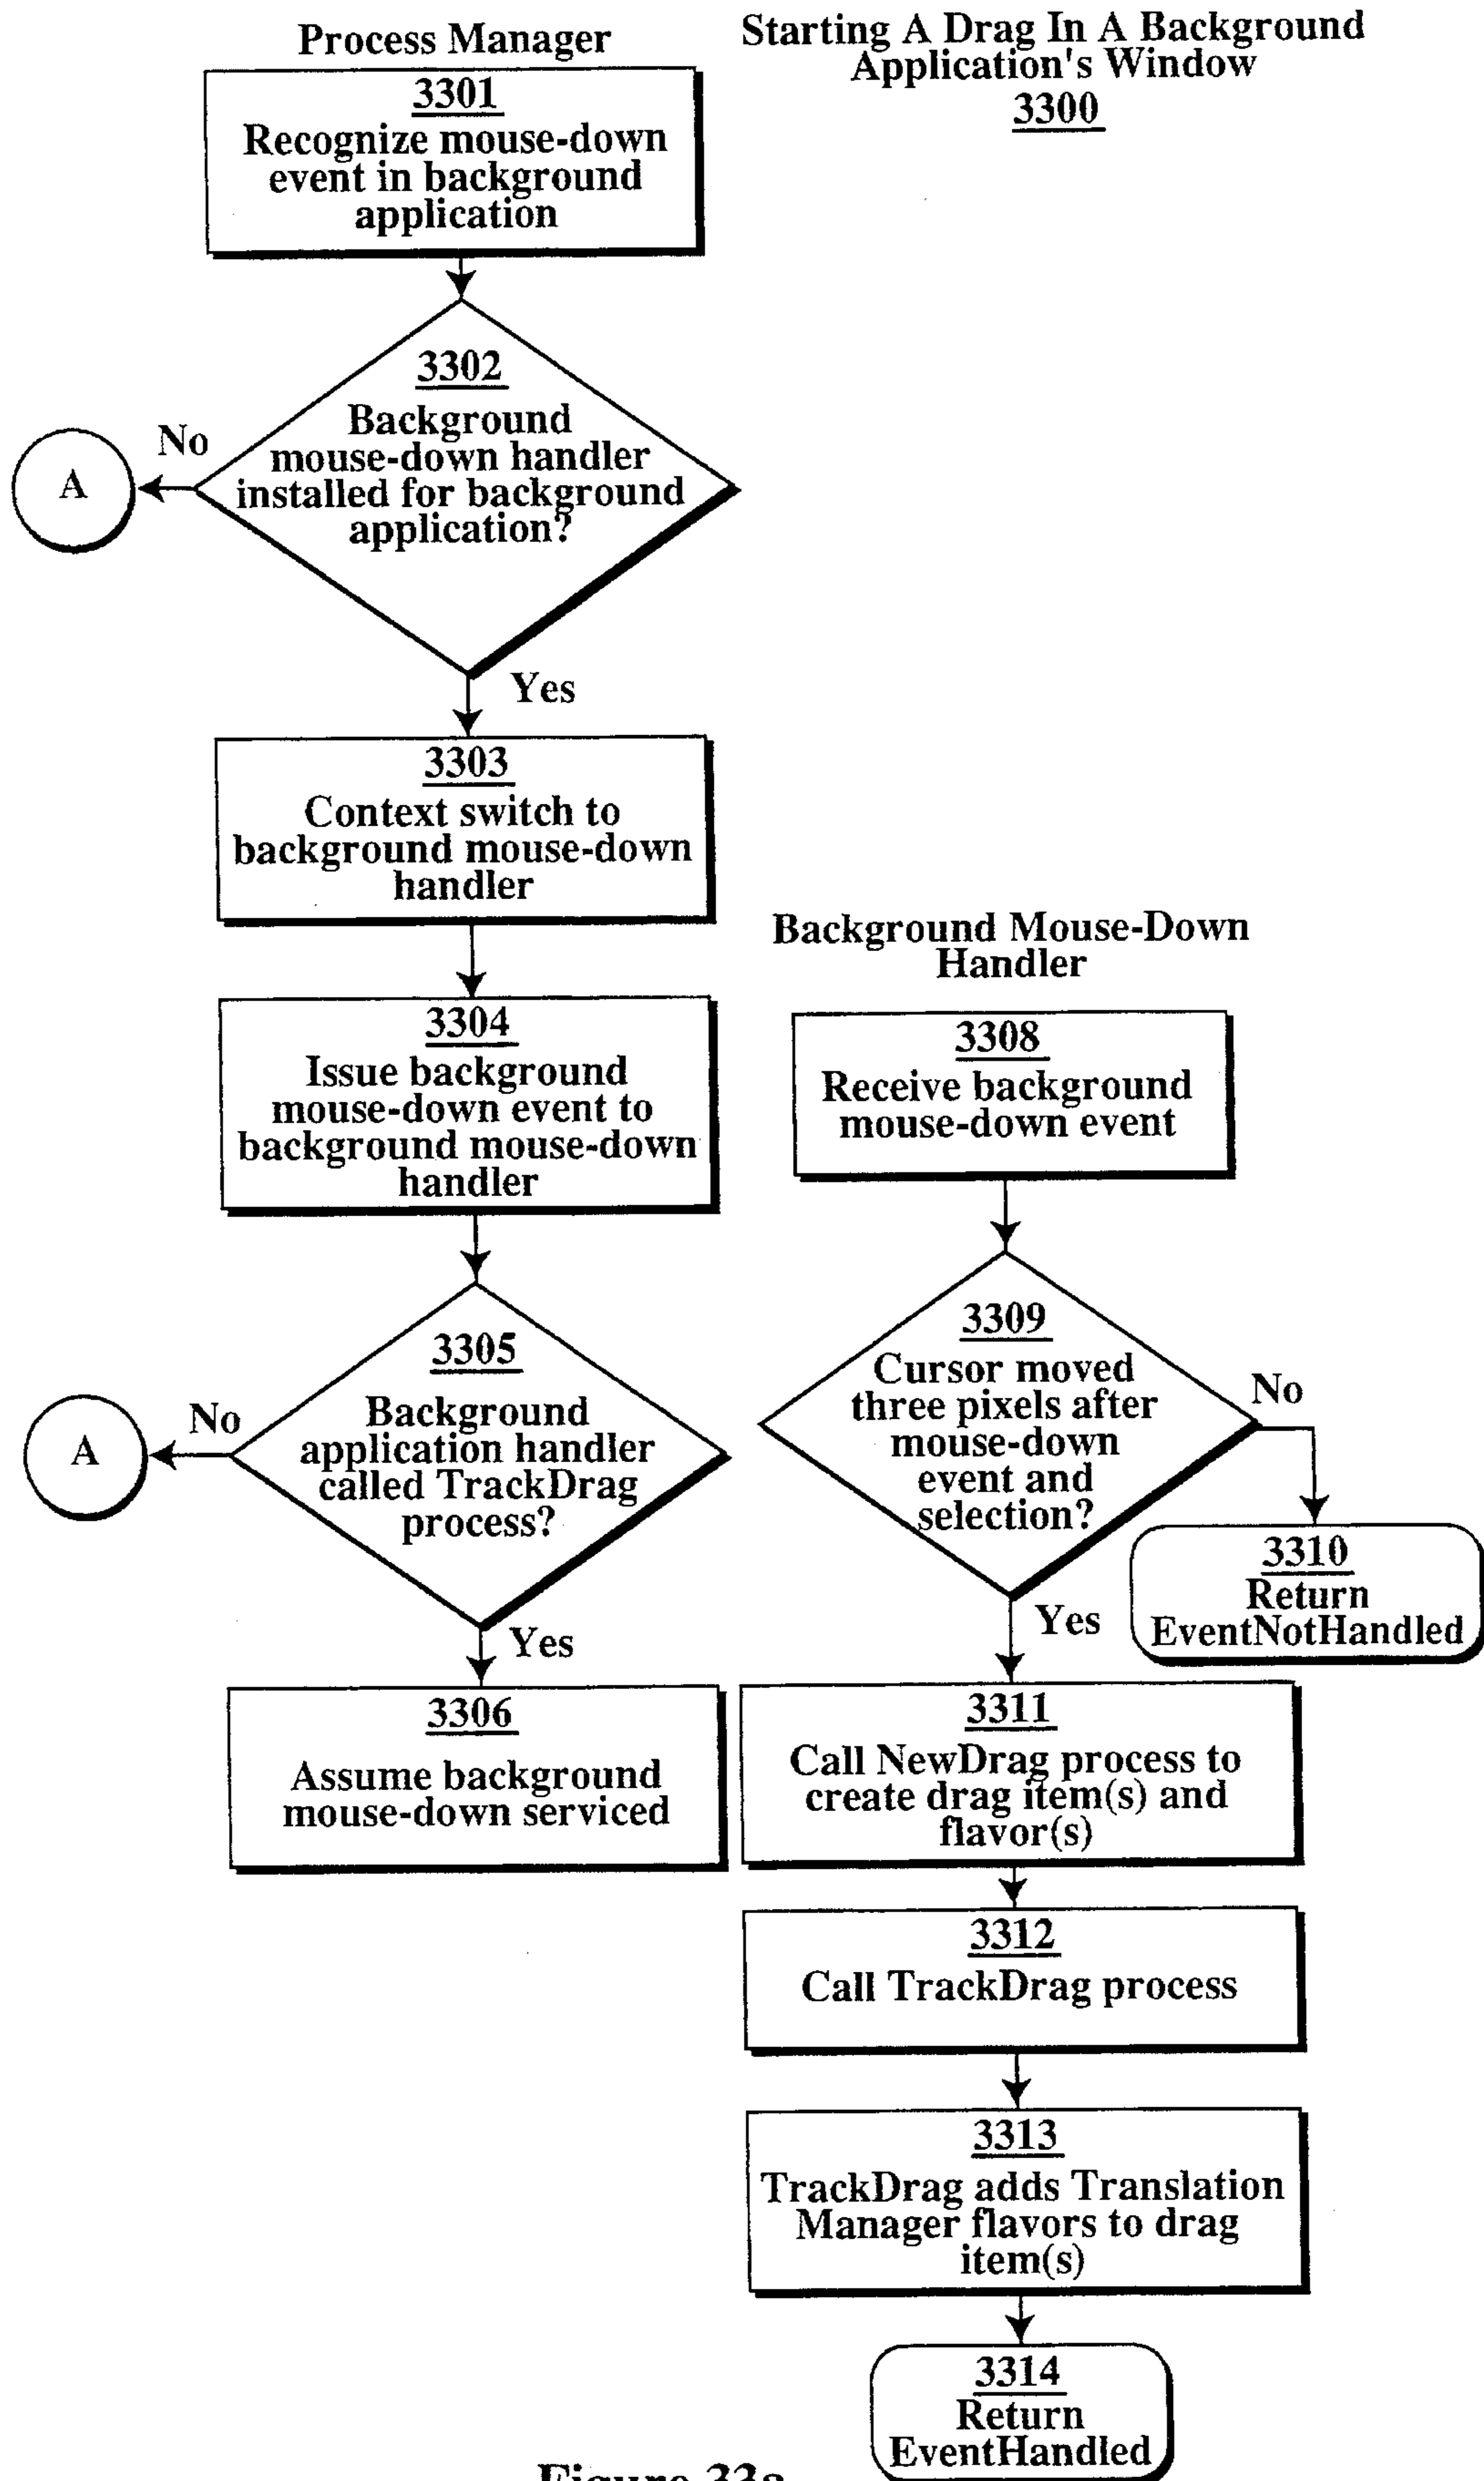 Process Manager
Starting A Drag In A Background
Application's Window
3300
3301
Recognize mouse-down
event in background
application
3302
Background
mouse-down handler
installed for background
application?
No
A
Yes
3303
Context switch to
background mouse-down
handler
3304
Issue background
mouse-down event to
background mouse-down
handler
3305
Background
application handler
called TrackDrag
process?
No
A
Yes
3306
Assume background
mouse-down serviced
Background Mouse-Down
Handler
3308
Receive background
mouse-down event
3309
Cursor moved
three pixels after
mouse-down
event and
selection?
No
3310
Return
EventNotHandled
Yes
3311
Call NewDrag process to
create drag item(s) and
flavor(s)
3312
Call TrackDrag process
3313
TrackDrag adds Translation
Manager flavors to drag
item(s)
3314
Return
EventHandled
Figure 33a